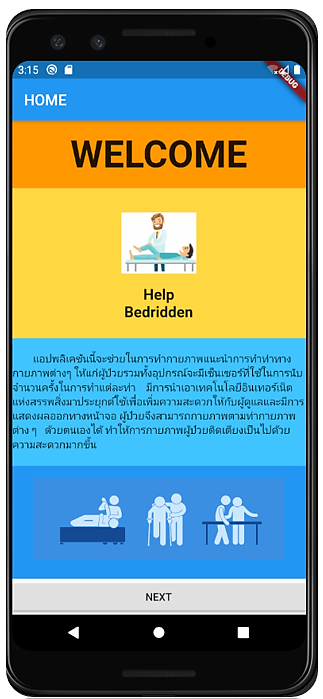 3:15
DEBUG
HOME
WELCOME
Help
Bedridden
แอปพลิเคชันนี้จะช่วยในการทำกายภาพแนะนำการทำท่าทาง
กายภาพต่างๆ ให้แก่ผู้ป่วยรวมทั้งอุปกรณ์จะมีเซ็นเซอร์ที่ใช้ในการนับ
จำนวนครั้งในการทำแต่ละท่า มีการนำเอาเทคโนโลยีอินเทอร์เน็ต
แห่งสรรพสิ่งมาประยุกต์ใช้เพื่อเพิ่มความสะดวกให้กับผู้ดูแลและมีการ
แสดงผลออกทางหน้าจอ ผู้ป่วยจึงสามารถกายภาพตามท่ากายภาพ
ต่าง ๆ ด้วยตนเองได้ ทำให้การกายภาพผู้ป่วยติดเตียงเป็นไปด้วย
ความสะดวกมากขึ้น
NEXT